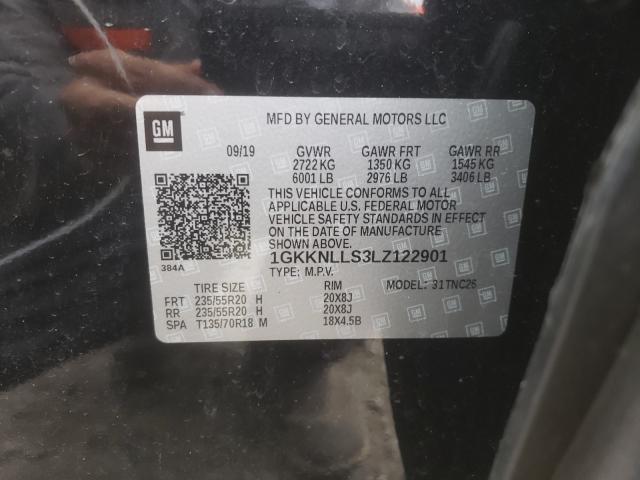 GM
MFD BY GENERAL MOTORS LLC
09/19 GVWR GAWR FRT GAWR RR
2722 KG 1350 KG 1545 KG
6001 LB 2976 LB 3406 LB
THIS VEHICLE CONFORMS TO ALL
APPLICABLE U.S. FEDERAL MOTOR
VEHICLE SAFETY STANDARDS IN EFFECT
ON THE DATE OF MANUFACTURE
SHOWN ABOVE.
384A
1GKKNLLS3LZ122901
TYPE: M.P.V. MODEL: 31TNC26
TIRE SIZE RIM
FRT 235/55R20 H 20X8J
RR 235/55R20 H 20X8J
SPA T135/70R18 M 18X4.5B